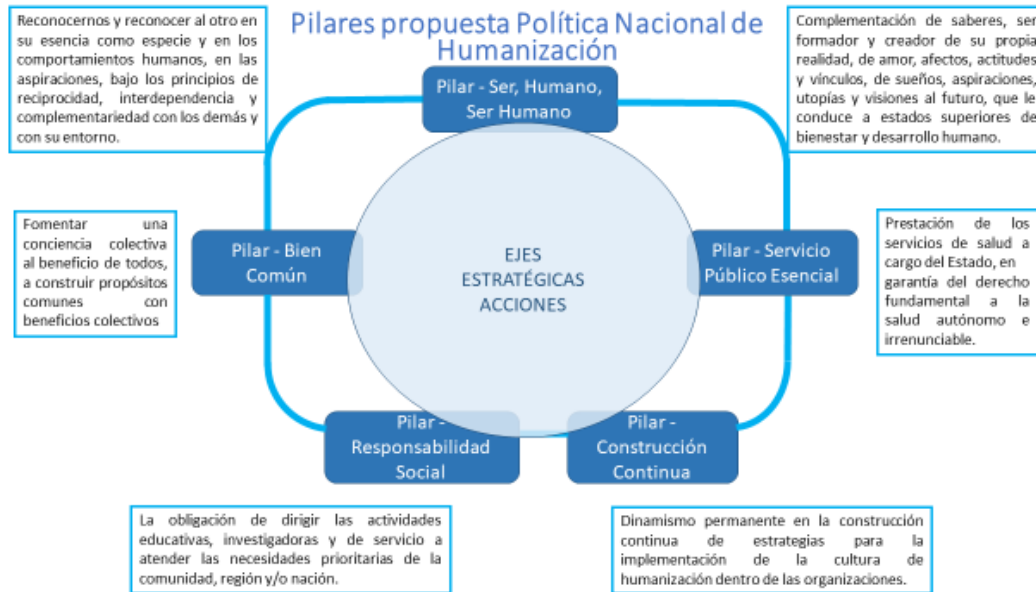 Pilares propuesta Política Nacional de
Humanización
Reconocernos y reconocer al otro en
su esencia como especie y en los
comportamientos humanos, en las
aspiraciones, bajo los principios de
reciprocidad, interdependencia y
complementariedad con los demás y
con su entorno.
Pilar - Ser, Humano,
Ser Humano
Complementación de saberes, ser
formador y creador de su propia
realidad, de amor, afectos, actitudes
y vínculos, de sueños, aspiraciones,
utopías y visiones al futuro, que le
conduce a estados superiores de
bienestar y desarrollo humano.
Fomentar una
conciencia colectiva
al beneficio de todos,
a construir propósitos
comunes con
beneficios colectivos
Pilar - Bien
Común
EJES
ESTRATÉGICAS
ACCIONES
Pilar - Servicio
Público Esencial
Prestación de los
servicios de salud a
cargo del Estado, en
garantía del derecho
fundamental a la
salud autónomo e
irrenunciable.
Pilar -
Responsabilidad
Social
Pilar -
Construcción
Continua
La obligación de dirigir las actividades
educativas, investigadoras y de servicio a
atender las necesidades prioritarias de la
comunidad, región y/o nación.
Dinamismo permanente en la construcción
continua de estrategias para la
implementación de la cultura de
humanización dentro de las organizaciones.